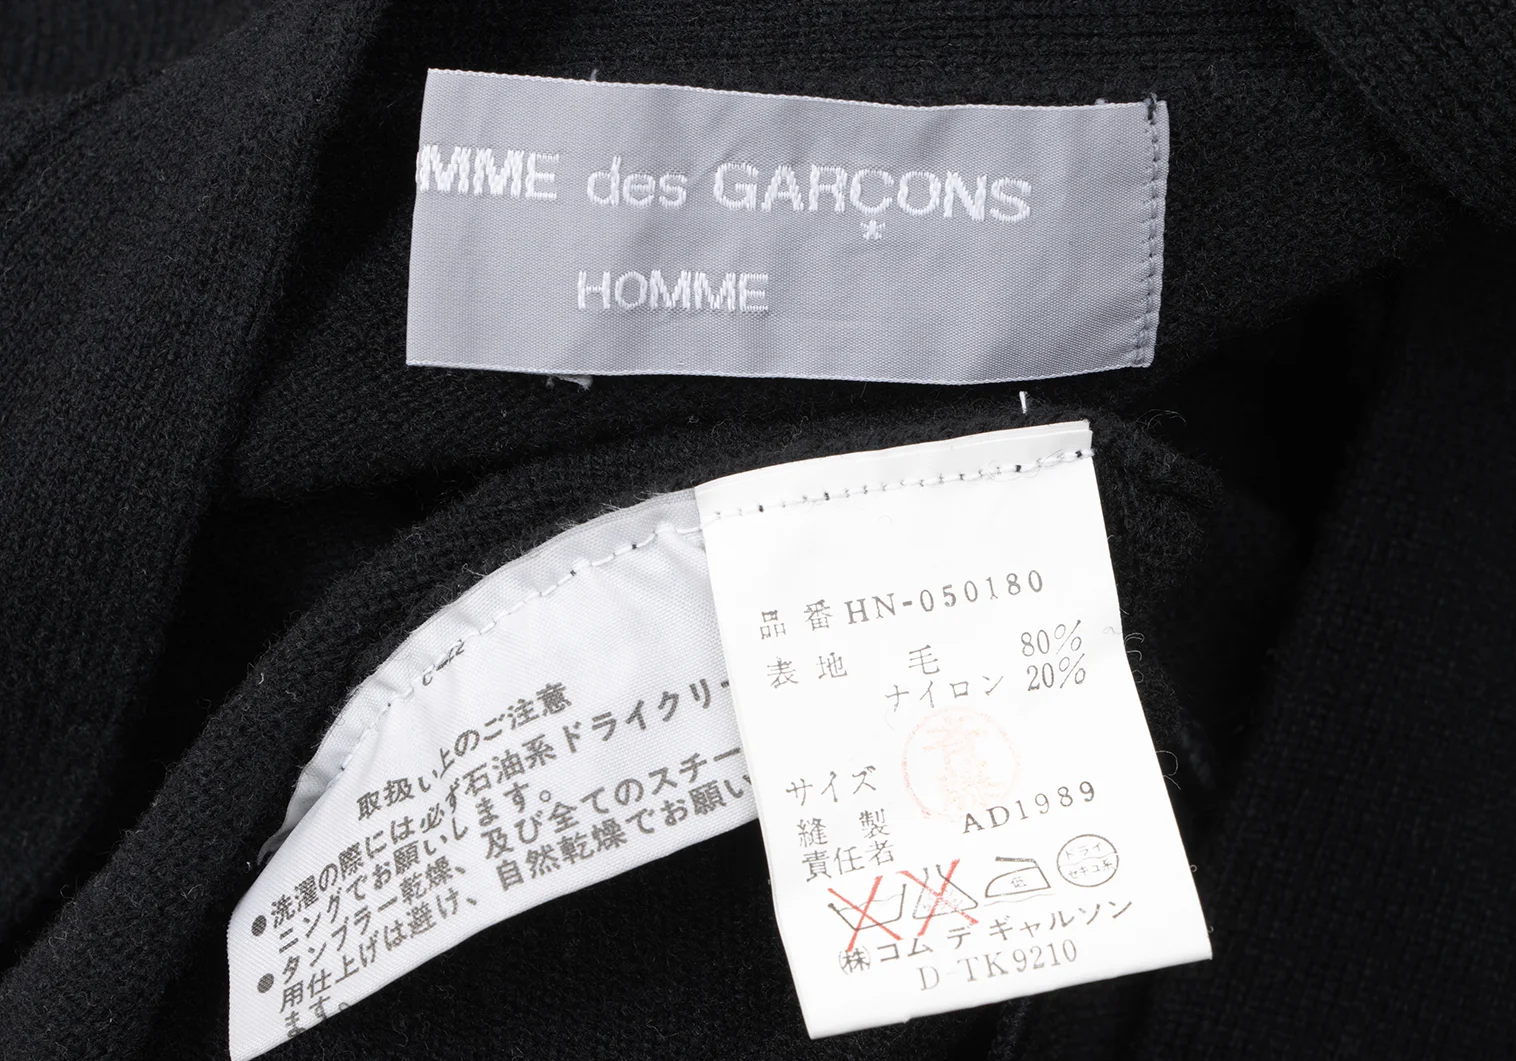 MME des GARÇONS
*
HOMME
品番 HN-050180
表地 毛 80%
ナイロン 20%
サイズ
縫製 AD1989
責任者
低
ドライ
セキユ系
㈱コム デ ギャルソン
D-TK9210
取扱い上のご注意
●洗濯の際には必ず石油系ドライクリー
ニングでお願いします。
●タンブラー乾燥、及び全てのスチー
用仕上げは避け、自然乾燥でお願い
ます。